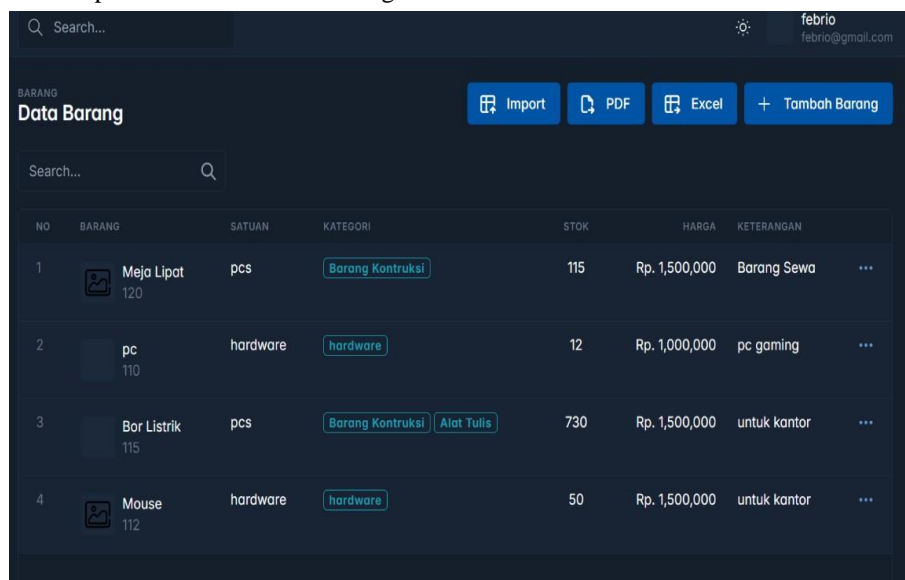 Search...
febrio
febrio@gmail.com
BARANG
Data Barang
Import PDF Excel + Tambah Barang
Search...
NO BARANG SATUAN KATEGORI STOK HARGA KETERANGAN
1 Meja Lipat pcs Barang Kontruksi 115 Rp. 1,500,000 Barang Sewa ...
120
2 pc hardware hardware 12 Rp. 1,000,000 pc gaming ...
110
3 Bor Listrik pcs Barang Kontruksi Alat Tulis 730 Rp. 1,500,000 untuk kantor ...
115
4 Mouse hardware hardware 50 Rp. 1,500,000 untuk kantor ...
112